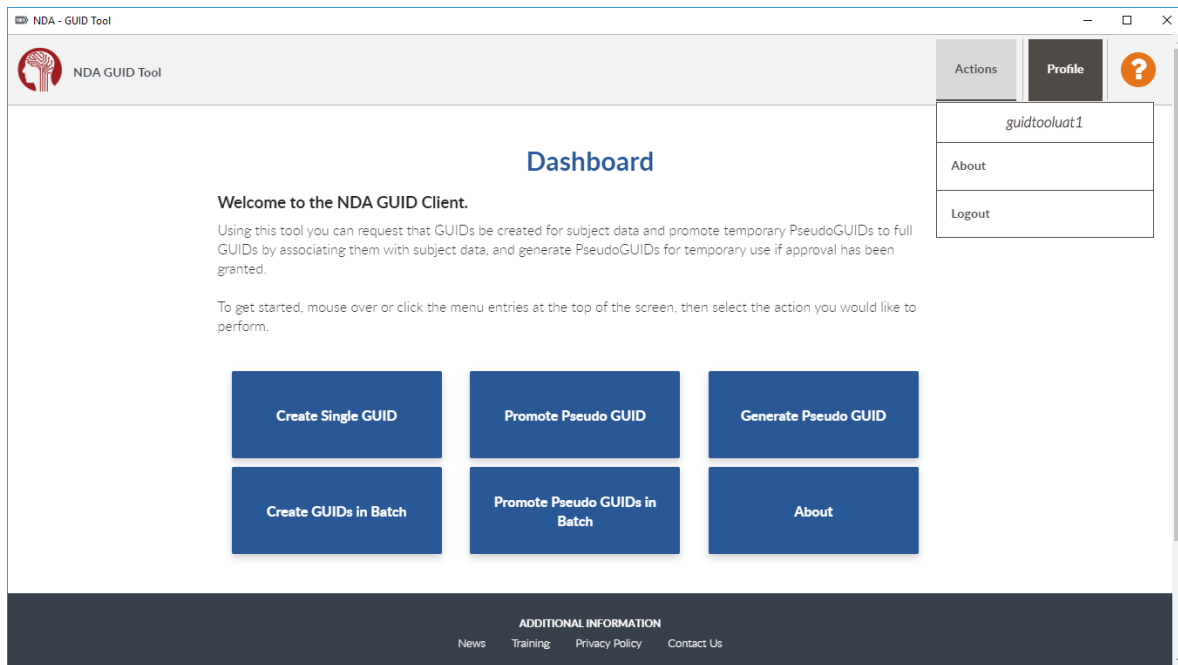 NDA - GUID Tool
NDA GUID Tool
Actions
Profile
?
guidtooluat1
About
Logout
Dashboard
Welcome to the NDA GUID Client.
Using this tool you can request that GUIDs be created for subject data and promote temporary PseudoGUIDs to full
GUIDs by associating them with subject data, and generate PseudoGUIDs for temporary use if approval has been
granted.
To get started, mouse over or click the menu entries at the top of the screen, then select the action you would like to
perform.
Create Single GUID
Promote Pseudo GUID
Generate Pseudo GUID
Create GUIDs in Batch
Promote Pseudo GUIDs in
Batch
About
ADDITIONAL INFORMATION
News Training Privacy Policy Contact Us